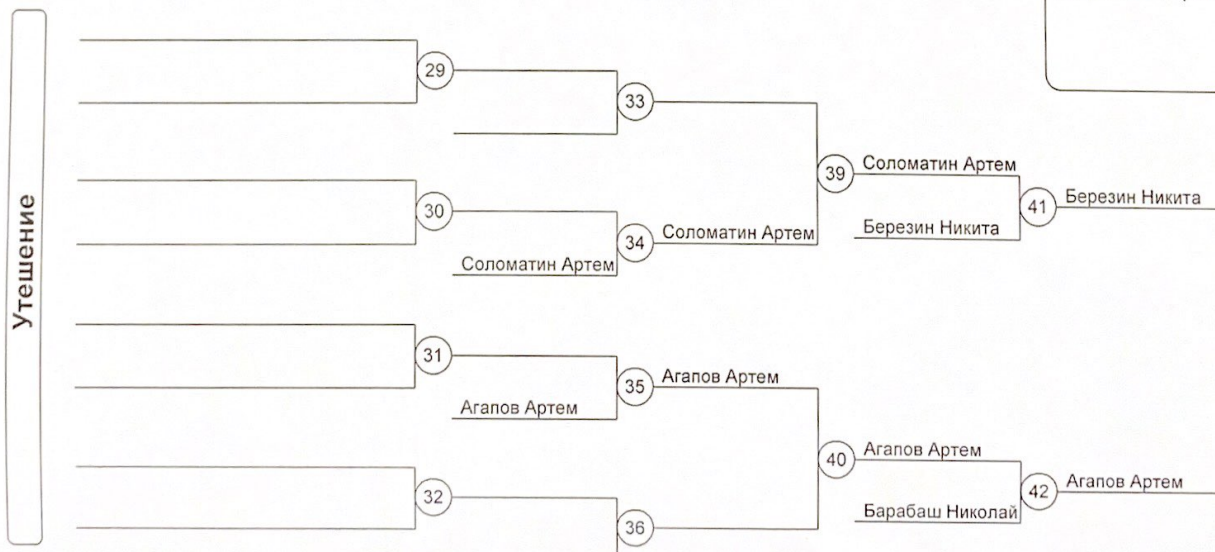 Утешение
29
33
39
Соломатин Артем
41
Березин Никита
Березин Никита
30
34
Соломатин Артем
Соломатин Артем
31
35
Агапов Артем
Агапов Артем
40
Агапов Артем
42
Агапов Артем
Барабаш Николай
32
36